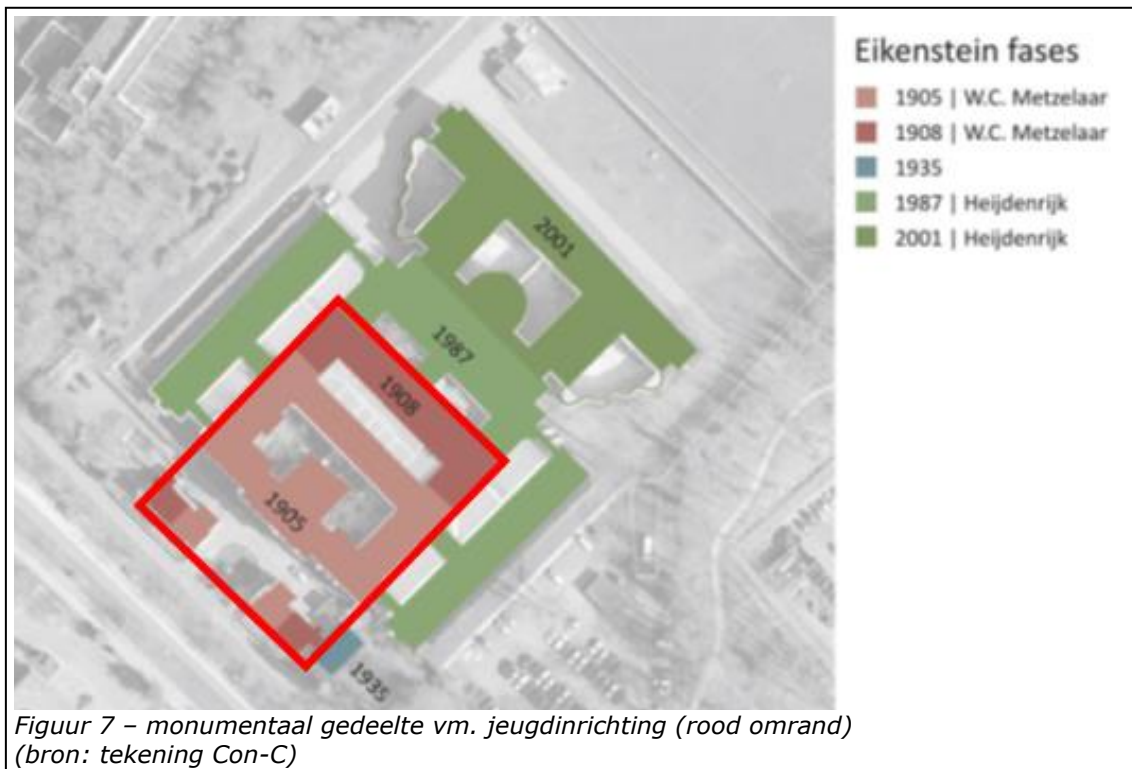 Eikenstein fases
1905 | W.C. Metzelaar
1908 | W.C. Metzelaar
1935
1987 | Heijdenrijk
2001 | Heijdenrijk
2001
1987
1908
1905
1935
Figuur 7 – monumentaal gedeelte vm. jeugdinrichting (rood omrand)
(bron: tekening Con-C)